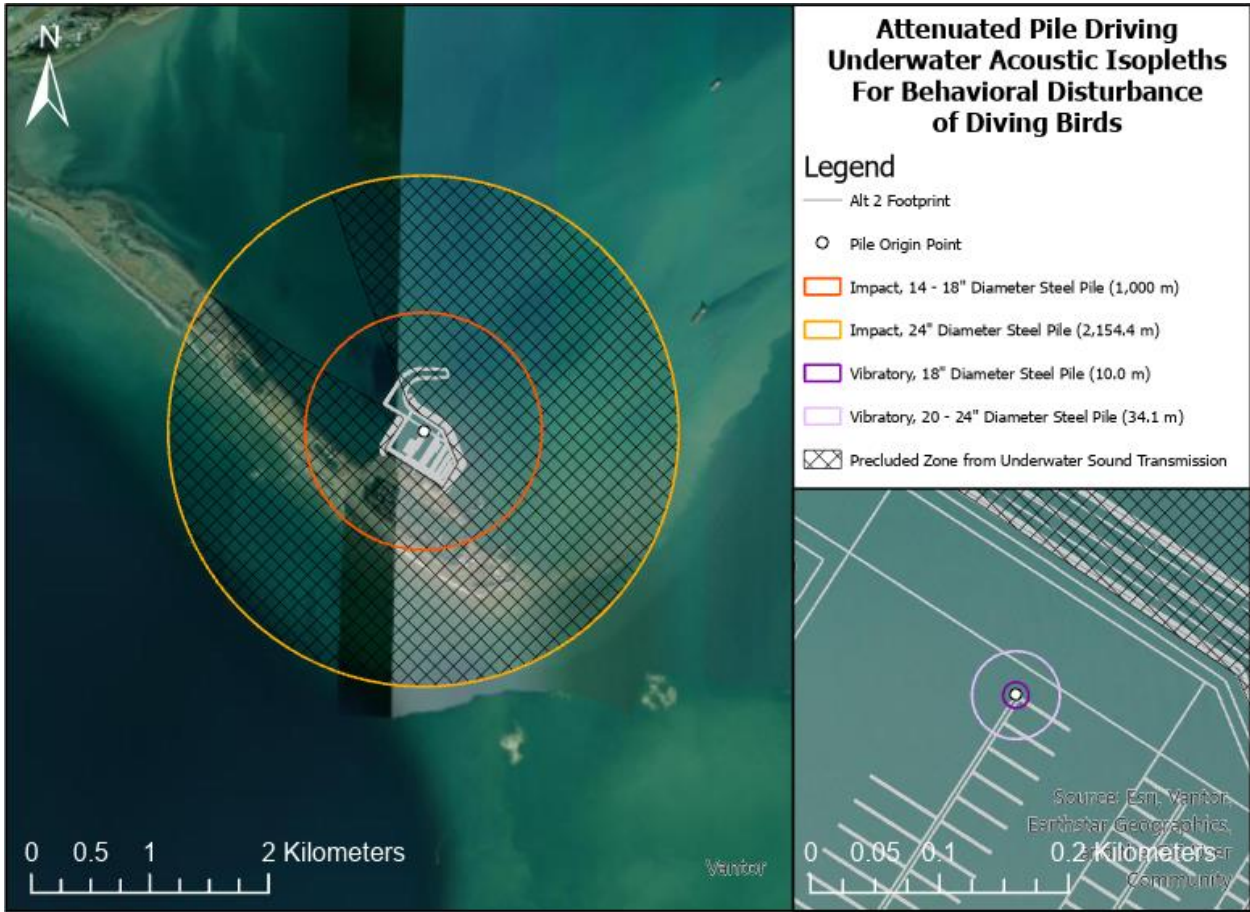 N
0 0.5 1 2 Kilometers
Vantor
Attenuated Pile Driving
Underwater Acoustic Isopleths
For Behavioral Disturbance
of Diving Birds
Legend
Alt 2 Footprint
Pile Origin Point
Impact, 14 - 18" Diameter Steel Pile (1,000 m)
Impact, 24" Diameter Steel Pile (2,154.4 m)
Vibratory, 18" Diameter Steel Pile (10.0 m)
Vibratory, 20 - 24" Diameter Steel Pile (34.1 m)
Precluded Zone from Underwater Sound Transmission
Source: Esri, Vantor,
Earthstar Geographics,
0 0.05 0.1 0.2 Kilometers
Community